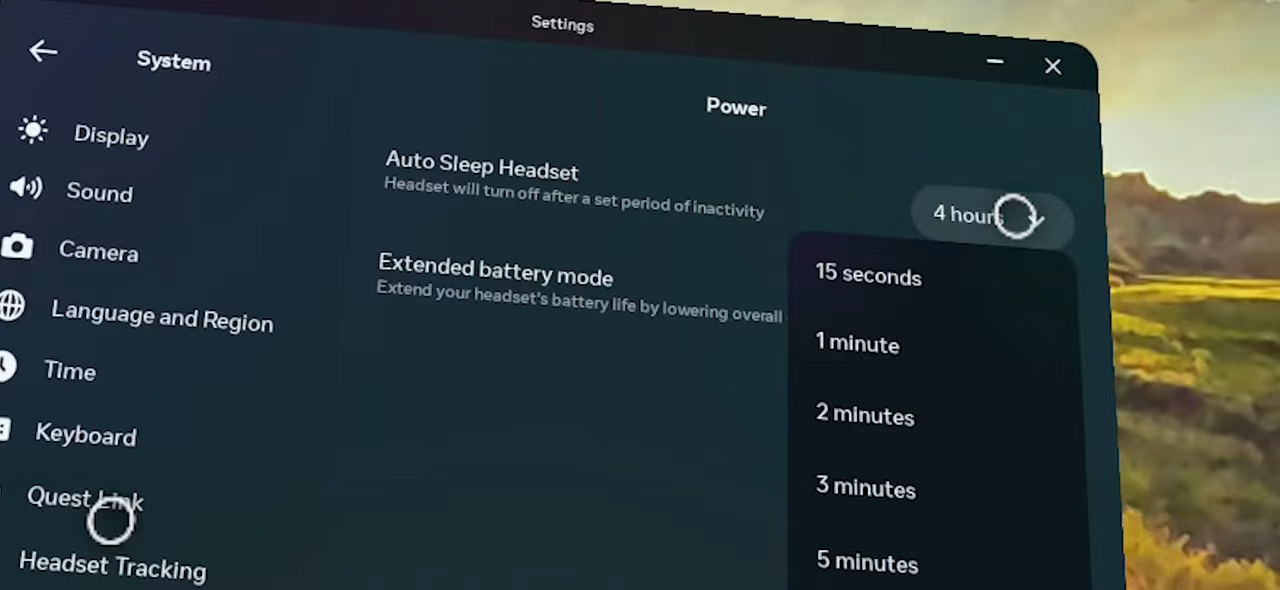 Settings
System
Power
Display
Sound
Camera
Language and Region
Time
Keyboard
Quest Link
Headset Tracking
Auto Sleep Headset
Headset will turn off after a set period of inactivity
4 hours
Extended battery mode
Extend your headset's battery life by lowering overall
15 seconds
1 minute
2 minutes
3 minutes
5 minutes